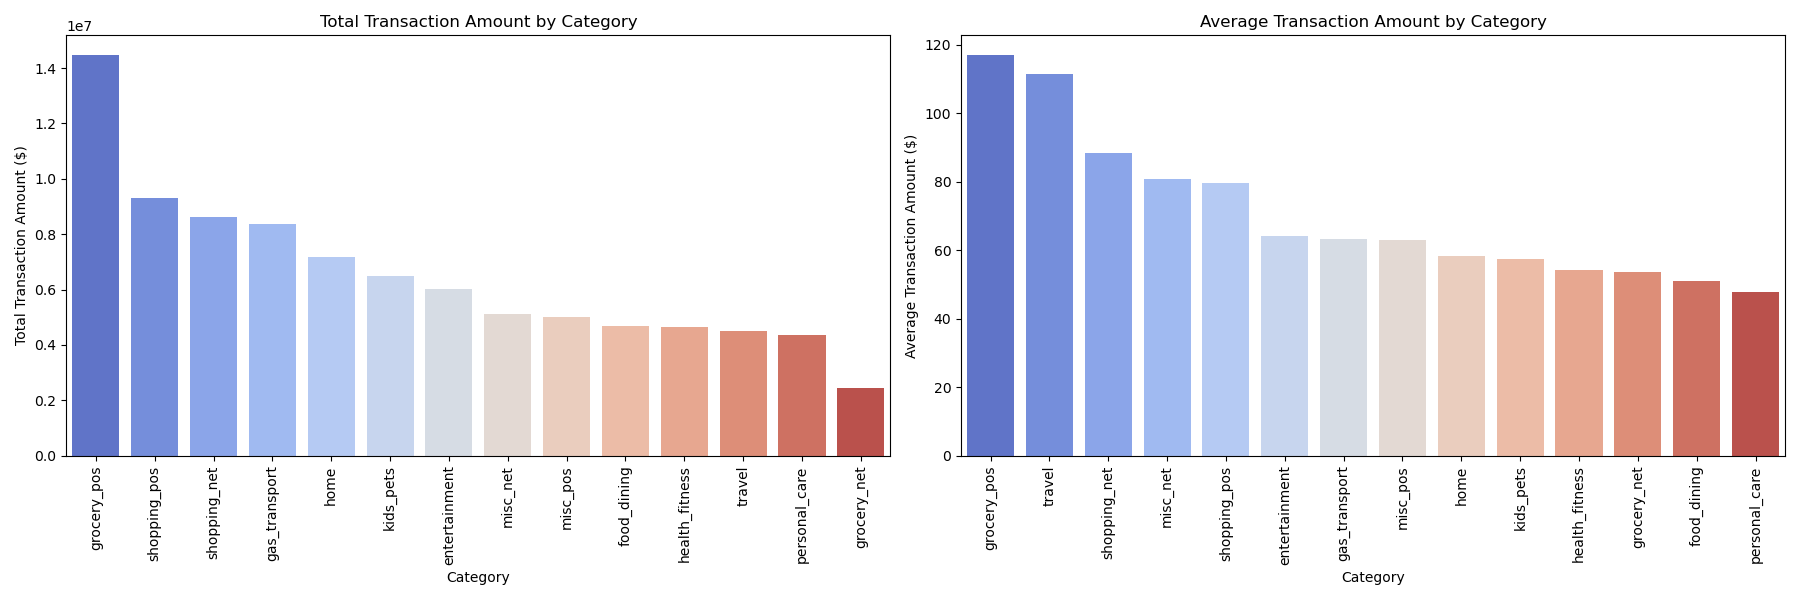 Total Transaction Amount by Category
1e7
1.4
1.2
1.0
0.8
0.6
0.4
0.2
0.0
Total Transaction Amount ($)
grocery_pos
shopping_pos
shopping_net
gas_transport
home
kids_pets
entertainment
misc_net
misc_pos
food_dining
health_fitness
travel
personal_care
grocery_net
Category
Average Transaction Amount by Category
120
100
80
60
40
20
0
Average Transaction Amount ($)
grocery_pos
travel
shopping_net
misc_net
shopping_pos
entertainment
gas_transport
misc_pos
home
kids_pets
health_fitness
grocery_net
food_dining
personal_care
Category